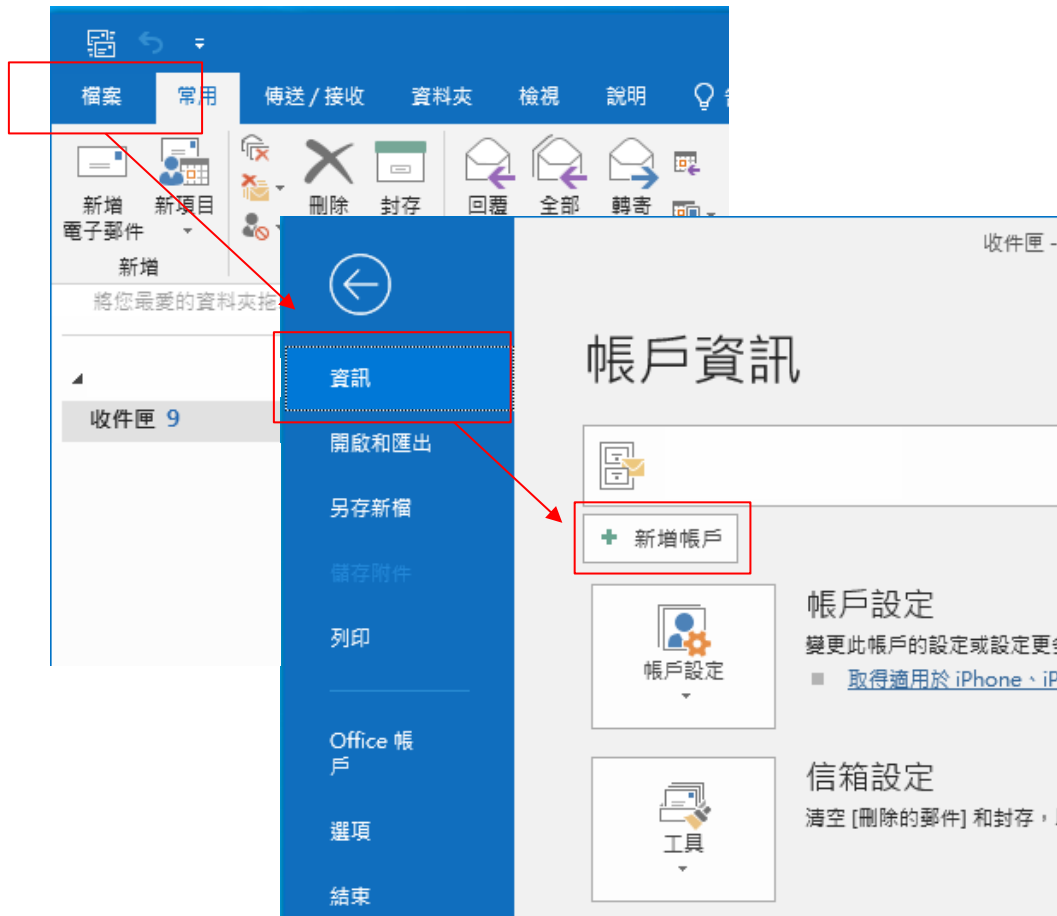 檔案 常用 傳送 / 接收 資料夾 檢視 說明
新增
電子郵件
新項目
刪除 封存 回覆 全部 轉寄
新增
將您最愛的資料夾拖
收件匣 9
收件匣 -
資訊
開啟和匯出
另存新檔
儲存附件
列印
Office 帳
戶
選項
結束
帳戶資訊
新增帳戶
帳戶設定
帳戶設定
變更此帳戶的設定或設定更
取得適用於 iPhone、iP
工具
信箱設定
清空 [刪除的郵件] 和封存，